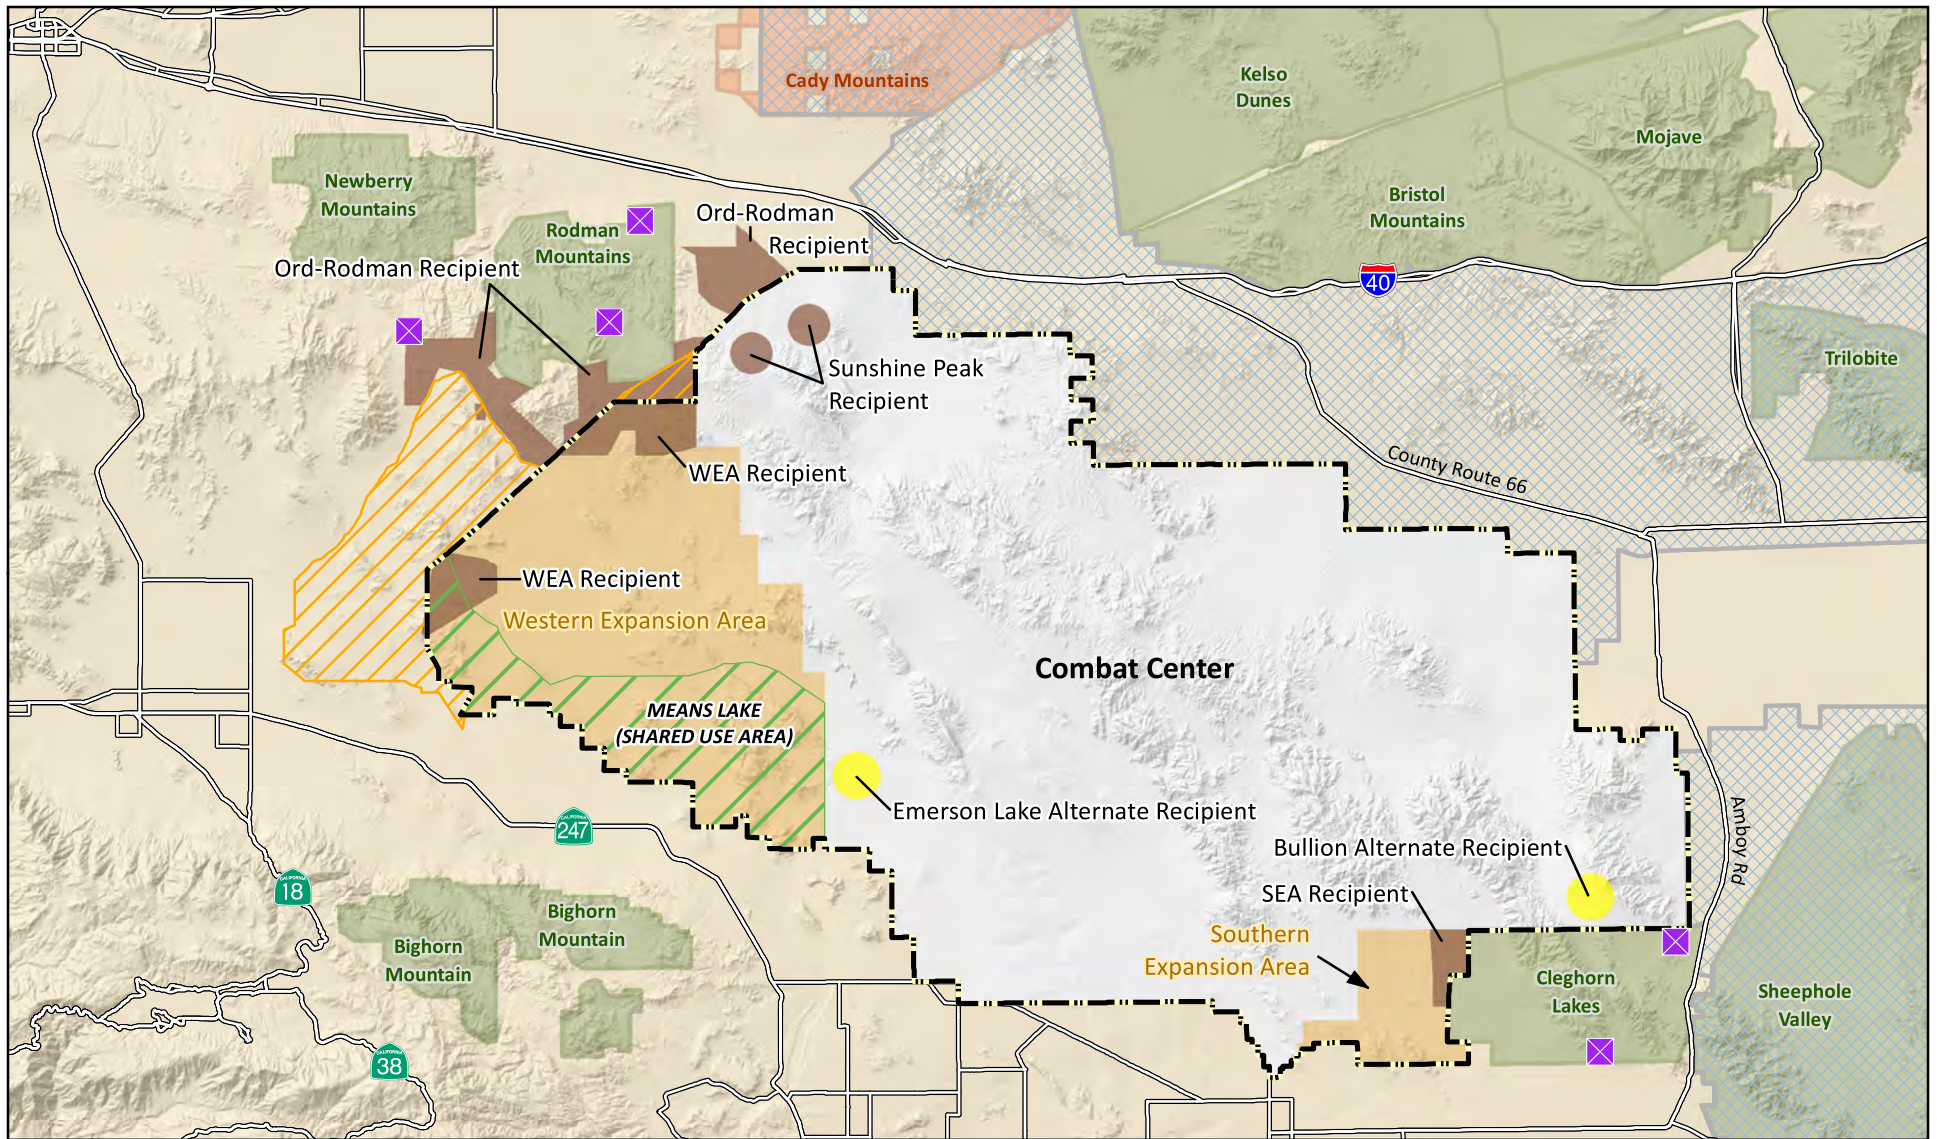 Cady Mountains
Kelso
Dunes
Mojave
Bristol
Mountains
Newberry
Mountains
Rodman
Mountains
Ord-Rodman
Recipient
Ord-Rodman Recipient
40
Trilobite
Sunshine Peak
Recipient
WEA Recipient
County Route 66
WEA Recipient
Western Expansion Area
Combat Center
MEANS LAKE
(SHARED USE AREA)
Emerson Lake Alternate Recipient
CALIFORNIA
247
Amboy Rd
Bullion Alternate Recipient
SEA Recipient
CALIFORNIA
18
Bighorn
Mountain
Bighorn
Mountain
Southern
Expansion Area
Cleghorn
Lakes
Sheephole
Valley
CALIFORNIA
38